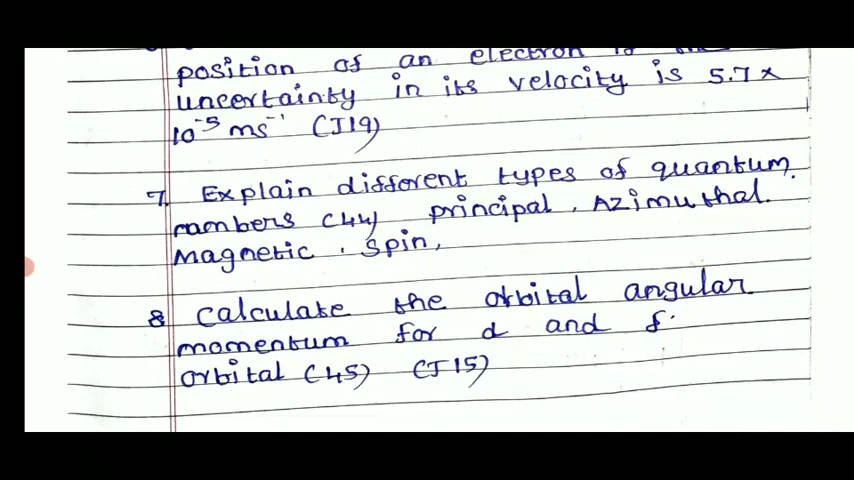 position of an electron is the
uncertainty in its velocity is 5.7 x
10⁻⁵ ms⁻¹ (J19)
7. Explain different types of quantum
numbers (44) principal, Azimuthal.
Magnetic, spin,
8 Calculate the orbital angular
momentum for d and f.
orbital (45) (J15)